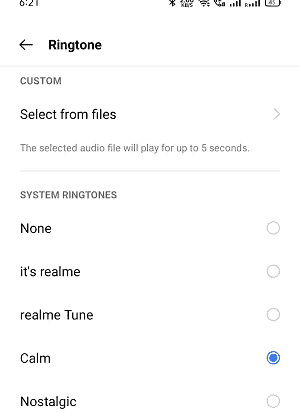 6:21
Ringtone
CUSTOM
Select from files
The selected audio file will play for up to 5 seconds.
SYSTEM RINGTONES
None
it's realme
realme Tune
Calm
Nostalgic